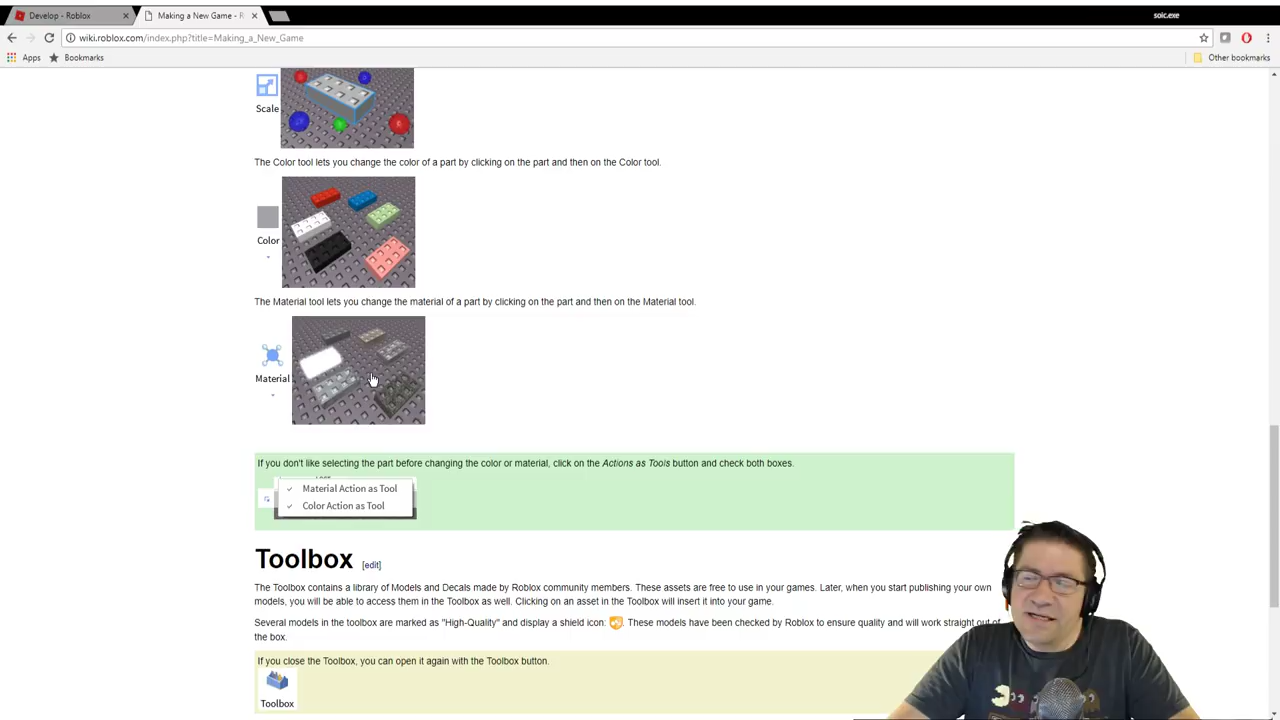 Develop - Roblox
Making a New Game - R
soic.exe
wiki.roblox.com/index.php?title=Making_a_New_Game
Apps
Bookmarks
Other bookmarks
Scale
The Color tool lets you change the color of a part by clicking on the part and then on the Color tool.
Color
The Material tool lets you change the material of a part by clicking on the part and then on the Material tool.
Material
If you don't like selecting the part before changing the color or material, click on the Actions as Tools button and check both boxes.
Material Action as Tool
Color Action as Tool
Toolbox [edit]
The Toolbox contains a library of Models and Decals made by Roblox community members. These assets are free to use in your games. Later, when you start publishing your own
models, you will be able to access them in the Toolbox as well. Clicking on an asset in the Toolbox will insert it into your game.
Several models in the toolbox are marked as "High-Quality" and display a shield icon: . These models have been checked by Roblox to ensure quality and will work straight out of
the box.
If you close the Toolbox, you can open it again with the Toolbox button.
Toolbox